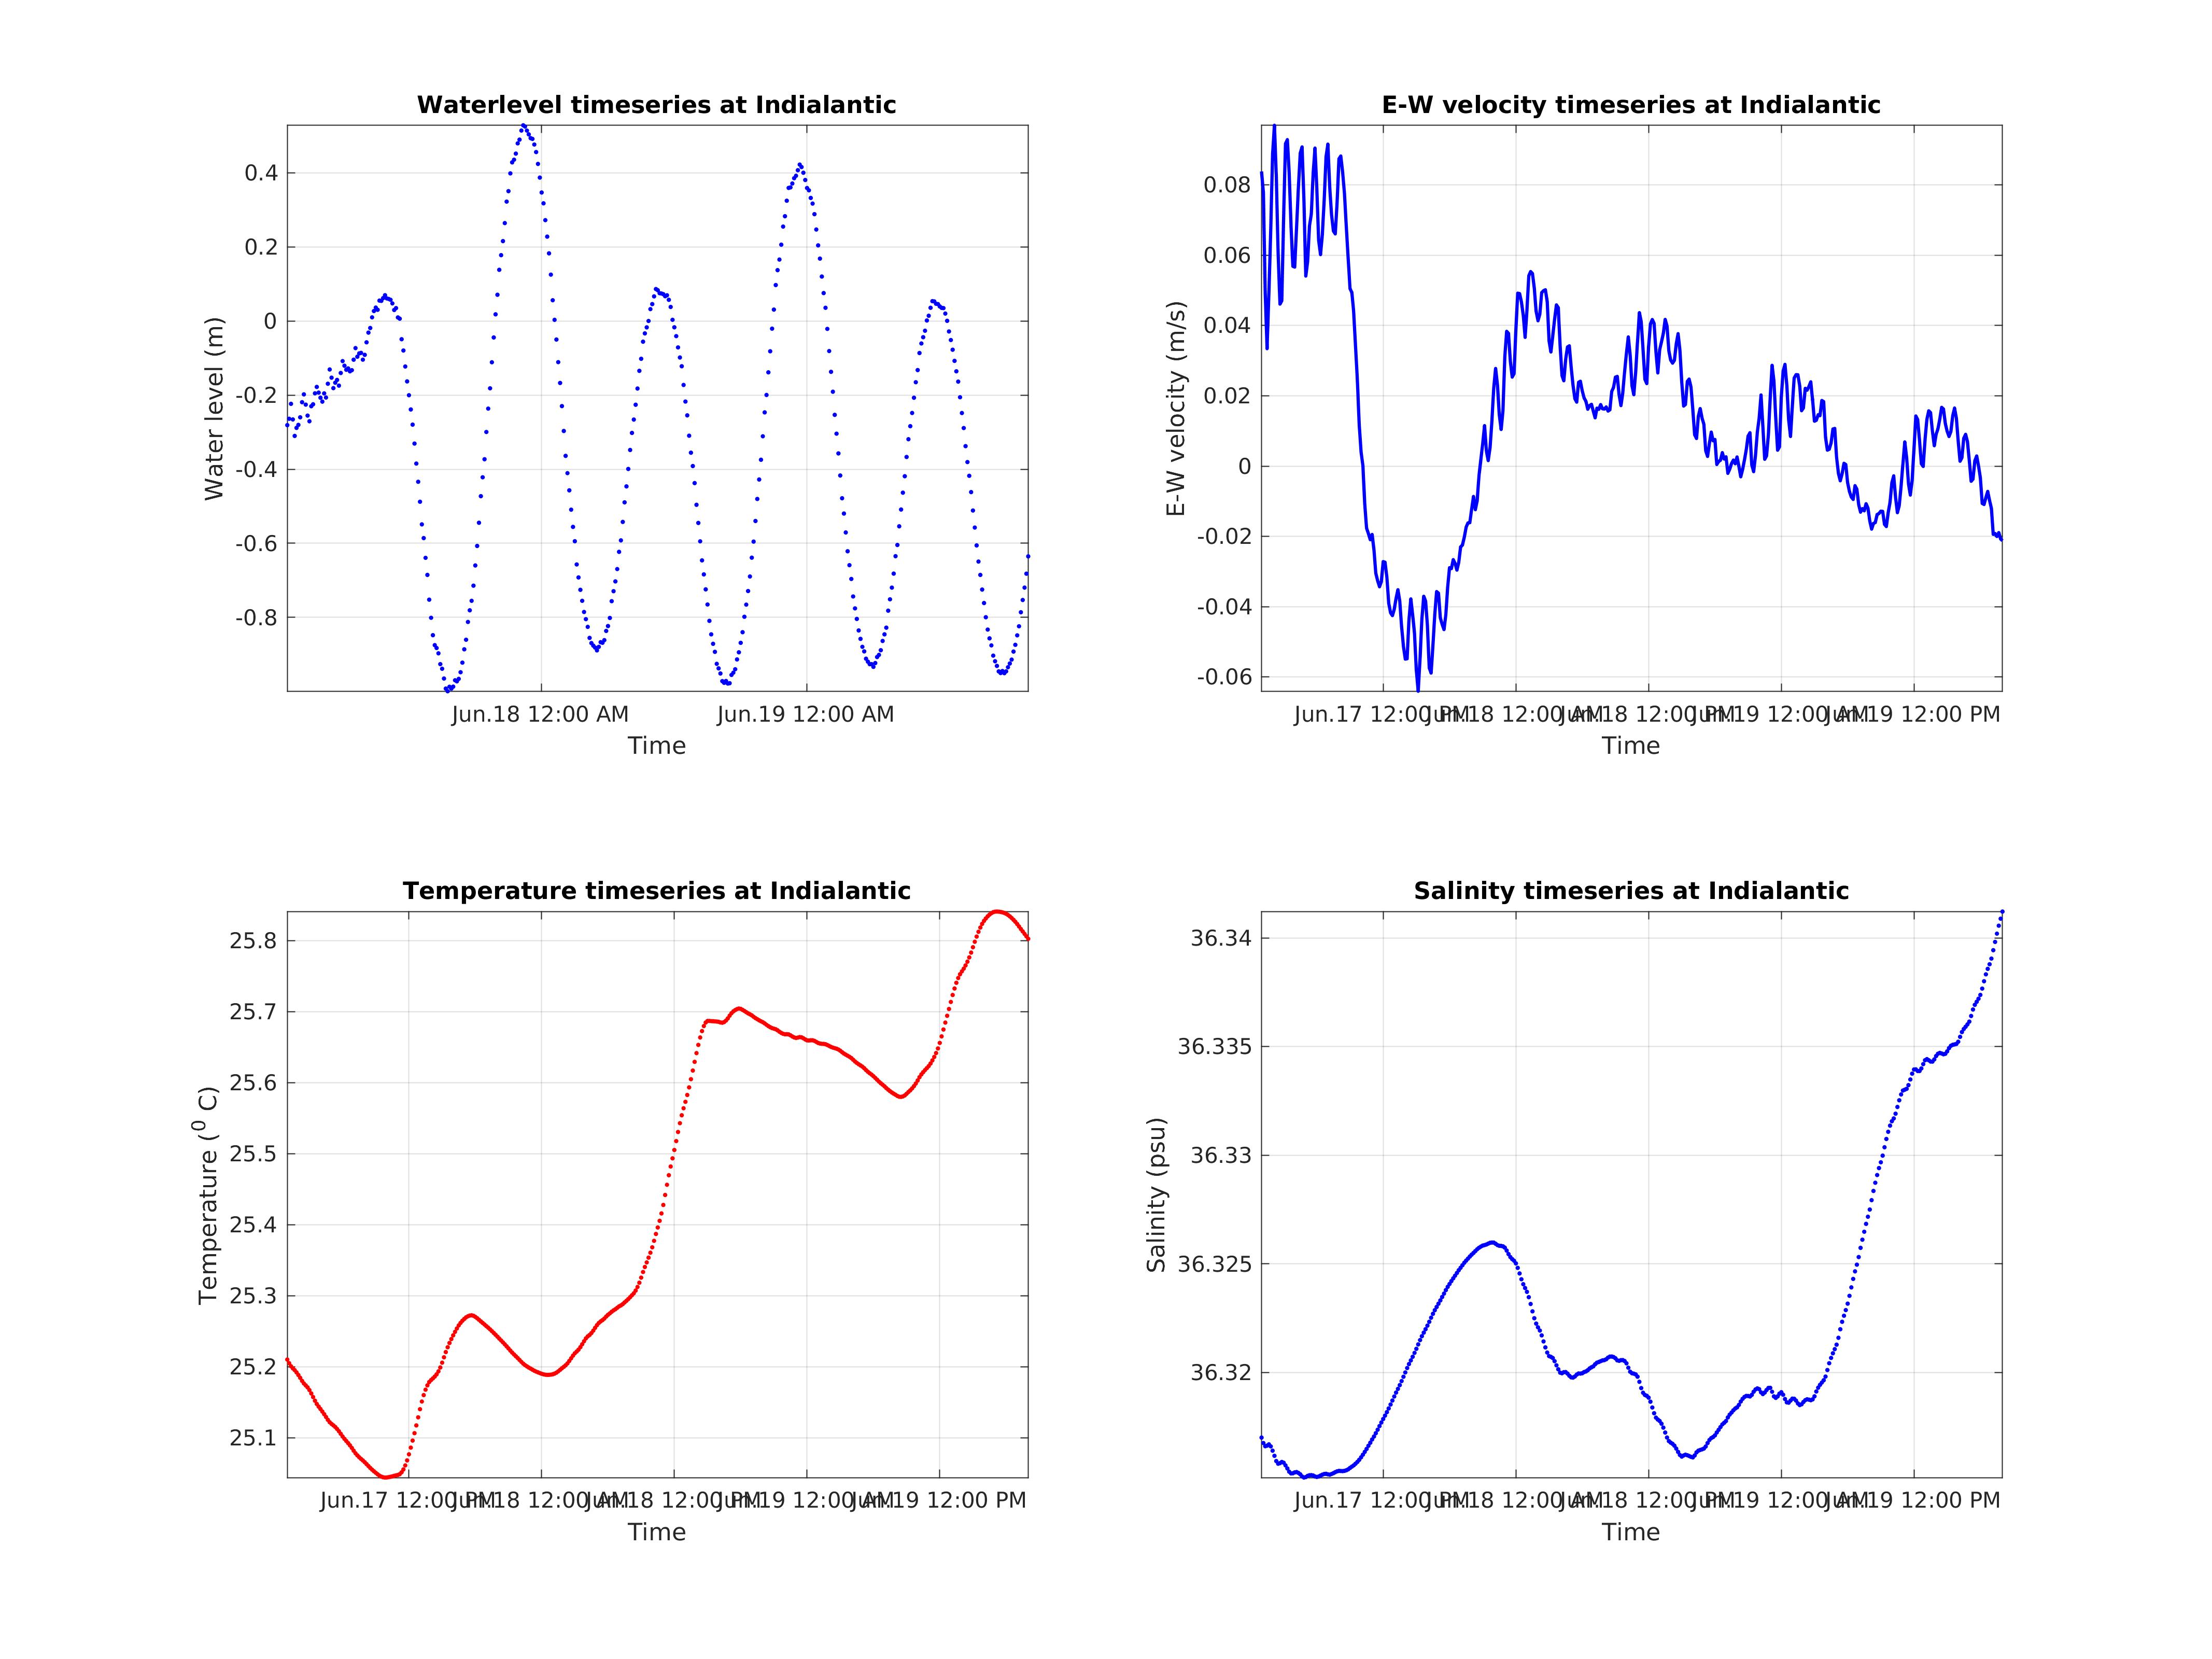 Waterlevel timeseries at Indialantic
Water level (m)
0.4
0.2
0
-0.2
-0.4
-0.6
-0.8
Jun.18 12:00 AM Jun.19 12:00 AM
Time
E-W velocity timeseries at Indialantic
E-W velocity (m/s)
0.08
0.06
0.04
0.02
0
-0.02
-0.04
-0.06
Jun.17 12:00 PM Jun.18 12:00 AM Jun.18 12:00 PM Jun.19 12:00 AM Jun.19 12:00 PM
Time
Temperature timeseries at Indialantic
Temperature (⁰ C)
25.8
25.7
25.6
25.5
25.4
25.3
25.2
25.1
Jun.17 12:00 PM Jun.18 12:00 AM Jun.18 12:00 PM Jun.19 12:00 AM Jun.19 12:00 PM
Time
Salinity timeseries at Indialantic
Salinity (psu)
36.34
36.335
36.33
36.325
36.32
Jun.17 12:00 PM Jun.18 12:00 AM Jun.18 12:00 PM Jun.19 12:00 AM Jun.19 12:00 PM
Time